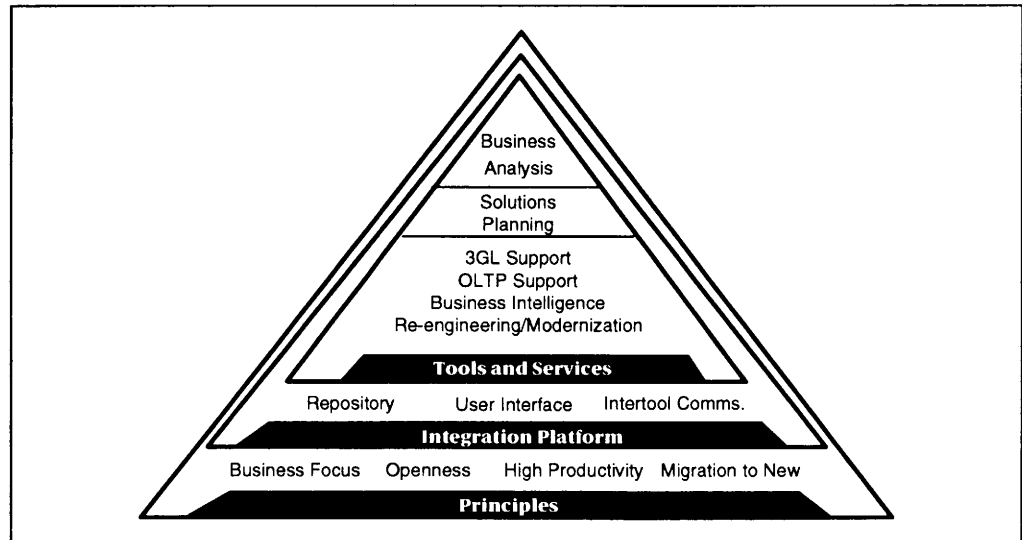 Business
Analysis
Solutions
Planning
3GL Support
OLTP Support
Business Intelligence
Re-engineering/Modernization
Tools and Services
Repository User Interface Intertool Comms.
Integration Platform
Business Focus Openness High Productivity Migration to New
Principles